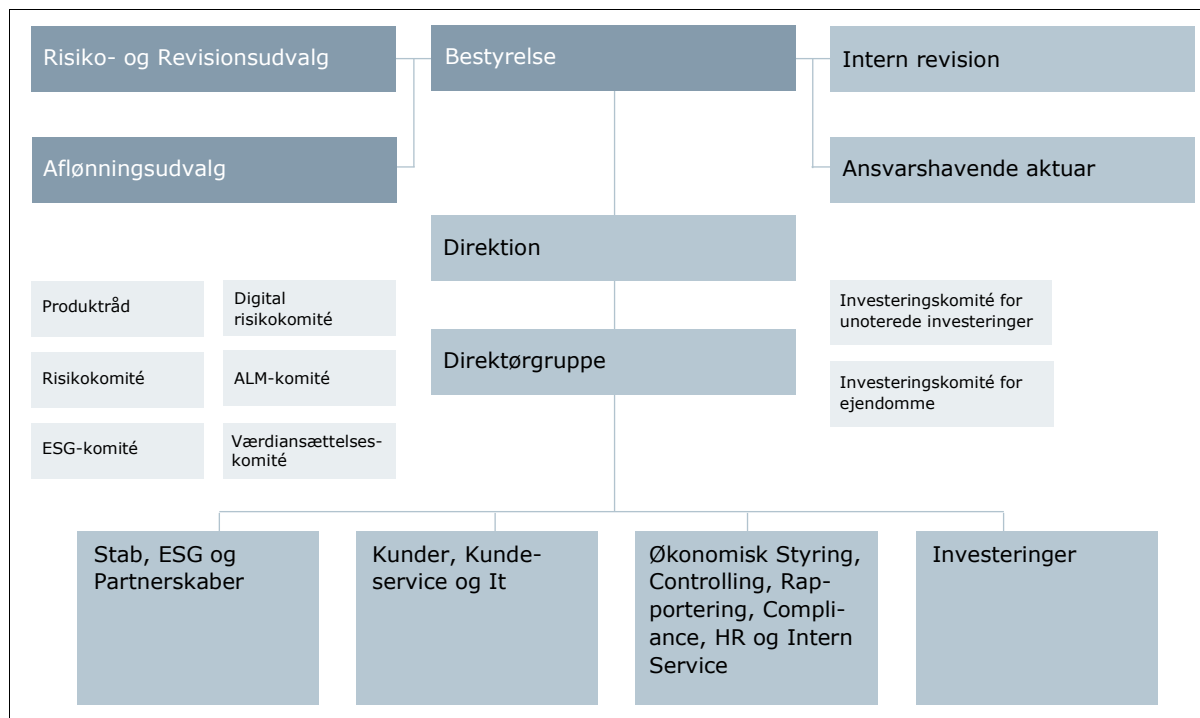 Risiko- og Revisionsudvalg
Bestyrelse
Intern revision
Aflønningsudvalg
Ansvarshavende aktuar
Direktion
Produktråd
Digital
risikokomité
Investeringskomité for
unoterede investeringer
Direktørgruppe
Risikokomité
ALM-komité
Investeringskomité for
ejendomme
ESG-komité
Værdiansættelses-
komité
Stab, ESG og
Partnerskaber
Kunder, Kunde-
service og It
Økonomisk Styring,
Controlling, Rap-
portering, Compli-
ance, HR og Intern
Service
Investeringer